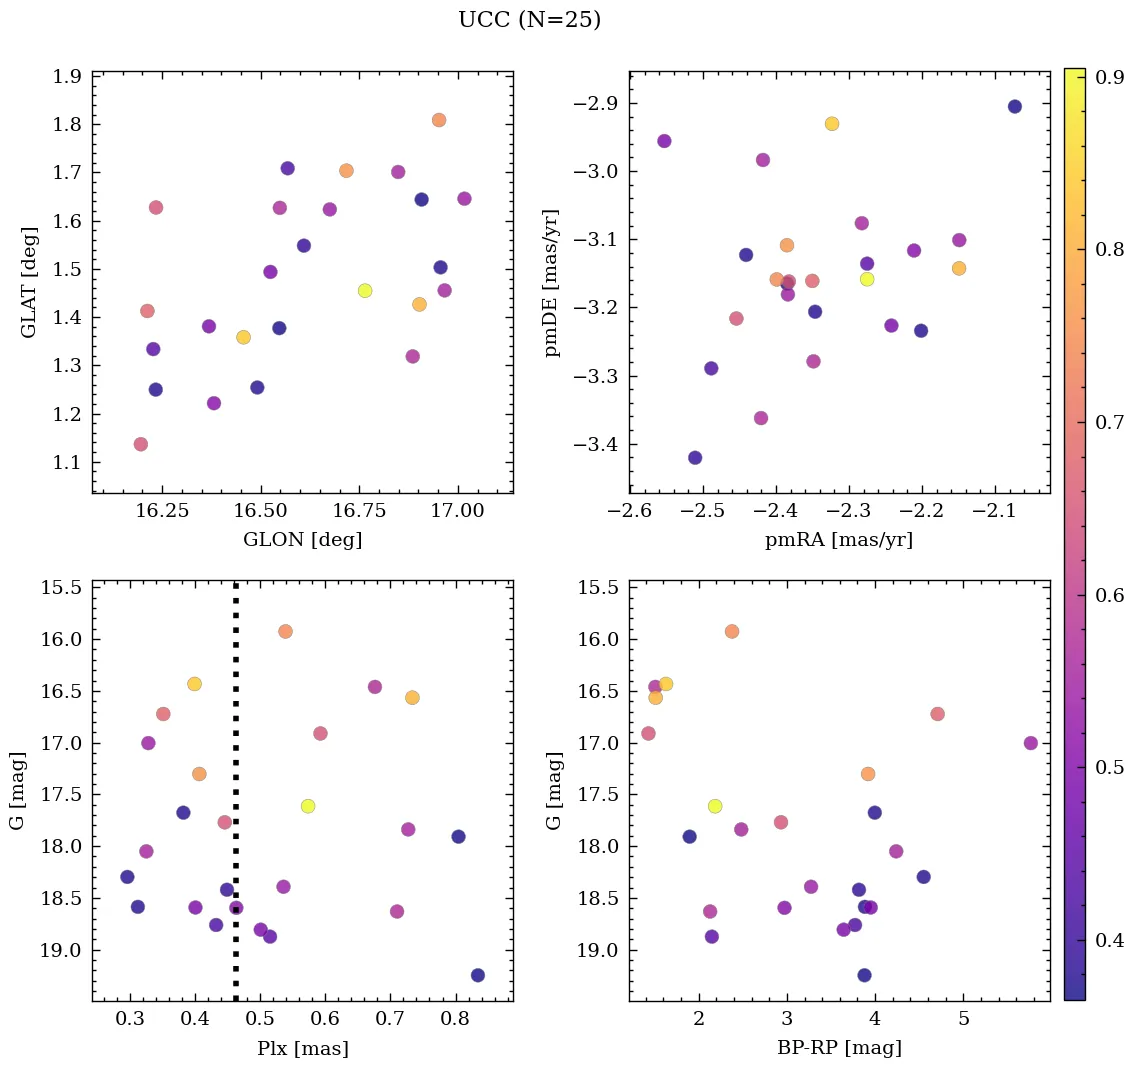 UCC (N=25)
1.9
1.8
1.7
1.6
1.5
1.4
1.3
1.2
1.1
GLAT [deg]
16.25 16.50 16.75 17.00
GLON [deg]
−2.9
−3.0
−3.1
−3.2
−3.3
−3.4
pmDE [mas/yr]
−2.6 −2.5 −2.4 −2.3 −2.2 −2.1
pmRA [mas/yr]
15.5
16.0
16.5
17.0
17.5
18.0
18.5
19.0
G [mag]
0.3 0.4 0.5 0.6 0.7 0.8
Plx [mas]
15.5
16.0
16.5
17.0
17.5
18.0
18.5
19.0
G [mag]
2 3 4 5
BP-RP [mag]
0.9
0.8
0.7
0.6
0.5
0.4